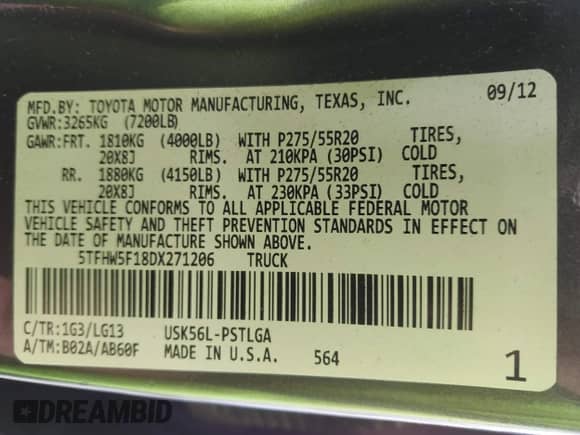 MFD.BY: TOYOTA MOTOR MANUFACTURING, TEXAS, INC. 09/12
GVWR:3265KG (7200LB)
GAWR:FRT. 1810KG (4000LB) WITH P275/55R20 TIRES,
20X8J RIMS. AT 210KPA (30PSI) COLD
RR. 1880KG (4150LB) WITH P275/55R20 TIRES,
20X8J RIMS. AT 230KPA (33PSI) COLD
THIS VEHICLE CONFORMS TO ALL APPLICABLE FEDERAL MOTOR
VEHICLE SAFETY AND THEFT PREVENTION STANDARDS IN EFFECT ON
THE DATE OF MANUFACTURE SHOWN ABOVE.
5TFHW5F18DX271206 TRUCK
C/TR:1G3/LG13 USK56L-PSTLGA
A/TM:B02A/AB60F MADE IN U.S.A. 564 1
DREAMBID